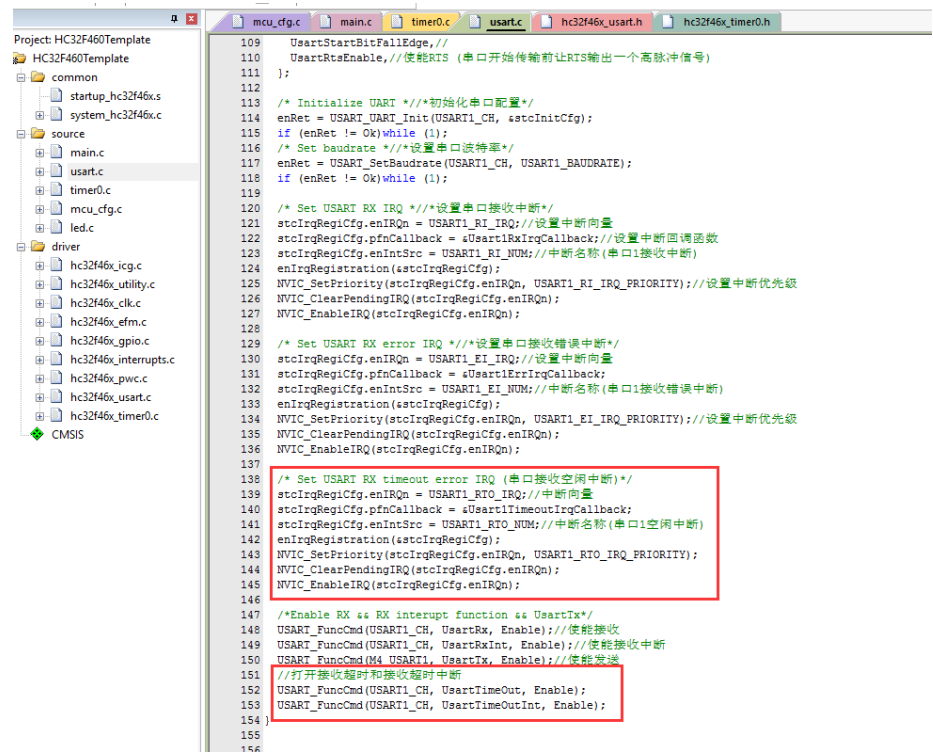 mcu_cfg.c
main.c
timer0.c
usart.c
hc32f46x_usart.h
hc32f46x_timer0.h
Project: HC32F460Template
HC32F460Template
common
startup_hc32f46x.s
system_hc32f46x.c
source
main.c
usart.c
timer0.c
mcu_cfg.c
led.c
driver
hc32f46x_icg.c
hc32f46x_utility.c
hc32f46x_clk.c
hc32f46x_efm.c
hc32f46x_gpio.c
hc32f46x_interrupts.c
hc32f46x_pwc.c
hc32f46x_usart.c
hc32f46x_timer0.c
CMSIS
109 UsartStartBitFallEdge,//
110 UsartRtsEnable,//使能RTS (串口开始传输前让RTS输出一个高脉冲信号)
111 };
112
113 /* Initialize UART *//*初始化串口配置*/
114 enRet = USART_UART_Init(USART1_CH, &stcInitCfg);
115 if (enRet != Ok)while (1);
116 /* Set baudrate *//*设置串口波特率*/
117 enRet = USART_SetBaudrate(USART1_CH, USART1_BAUDRATE);
118 if (enRet != Ok)while (1);
119
120 /* Set USART RX IRQ *//*设置串口接收中断*/
121 stcIrqRegiCfg.enIRQn = USART1_RI_IRQ;//设置中断向量
122 stcIrqRegiCfg.pfnCallback = &Usart1RxIrqCallback;//设置中断回调函数
123 stcIrqRegiCfg.enIntSrc = USART1_RI_NUM;//中断名称(串口1接收中断)
124 enIrqRegistration(&stcIrqRegiCfg);
125 NVIC_SetPriority(stcIrqRegiCfg.enIRQn, USART1_RI_IRQ_PRIORITY);//设置中断优先级
126 NVIC_ClearPendingIRQ(stcIrqRegiCfg.enIRQn);
127 NVIC_EnableIRQ(stcIrqRegiCfg.enIRQn);
128
129 /* Set USART RX error IRQ *//*设置串口接收错误中断*/
130 stcIrqRegiCfg.enIRQn = USART1_EI_IRQ;//设置中断向量
131 stcIrqRegiCfg.pfnCallback = &Usart1ErrIrqCallback;
132 stcIrqRegiCfg.enIntSrc = USART1_EI_NUM;//中断名称(串口1接收错误中断)
133 enIrqRegistration(&stcIrqRegiCfg);
134 NVIC_SetPriority(stcIrqRegiCfg.enIRQn, USART1_EI_IRQ_PRIORITY);//设置中断优先级
135 NVIC_ClearPendingIRQ(stcIrqRegiCfg.enIRQn);
136 NVIC_EnableIRQ(stcIrqRegiCfg.enIRQn);
137
138 /* Set USART RX timeout error IRQ (串口接收空闲中断)*/
139 stcIrqRegiCfg.enIRQn = USART1_RTO_IRQ;//中断向量
140 stcIrqRegiCfg.pfnCallback = &Usart1TimeoutIrqCallback;
141 stcIrqRegiCfg.enIntSrc = USART1_RTO_NUM;//中断名称(串口1空闲中断)
142 enIrqRegistration(&stcIrqRegiCfg);
143 NVIC_SetPriority(stcIrqRegiCfg.enIRQn, USART1_RTO_IRQ_PRIORITY);
144 NVIC_ClearPendingIRQ(stcIrqRegiCfg.enIRQn);
145 NVIC_EnableIRQ(stcIrqRegiCfg.enIRQn);
146
147 /*Enable RX && RX interupt function && UsartTx*/
148 USART_FuncCmd(USART1_CH, UsartRx, Enable);//使能接收
149 USART_FuncCmd(USART1_CH, UsartRxInt, Enable);//使能接收中断
150 USART_FuncCmd(M4_USART1, UsartTx, Enable);//使能发送
151 //打开接收超时和接收超时中断
152 USART_FuncCmd(USART1_CH, UsartTimeOut, Enable);
153 USART_FuncCmd(USART1_CH, UsartTimeOutInt, Enable);
154 }
155
156